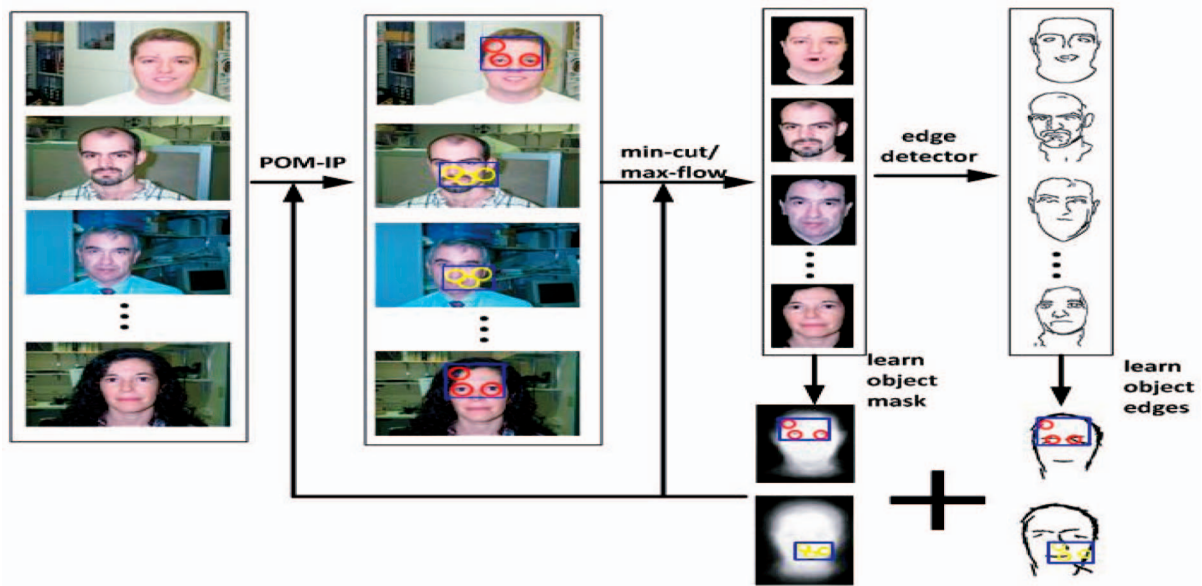 POM-IP
min-cut/
max-flow
edge
detector
learn
object
mask
learn
object
edges